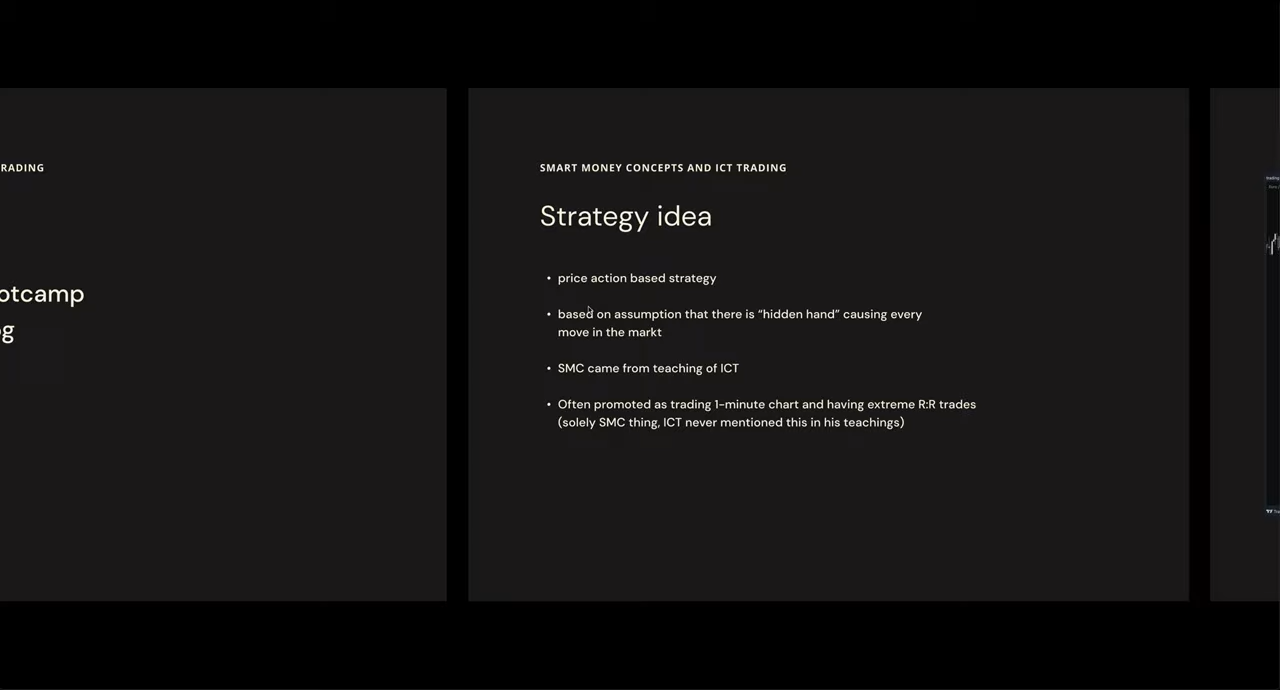 RADING
otcamp
g
SMART MONEY CONCEPTS AND ICT TRADING
Strategy idea
• price action based strategy
• based on assumption that there is “hidden hand” causing every
move in the markt
• SMC came from teaching of ICT
• Often promoted as trading 1-minute chart and having extreme R:R trades
(solely SMC thing, ICT never mentioned this in his teachings)